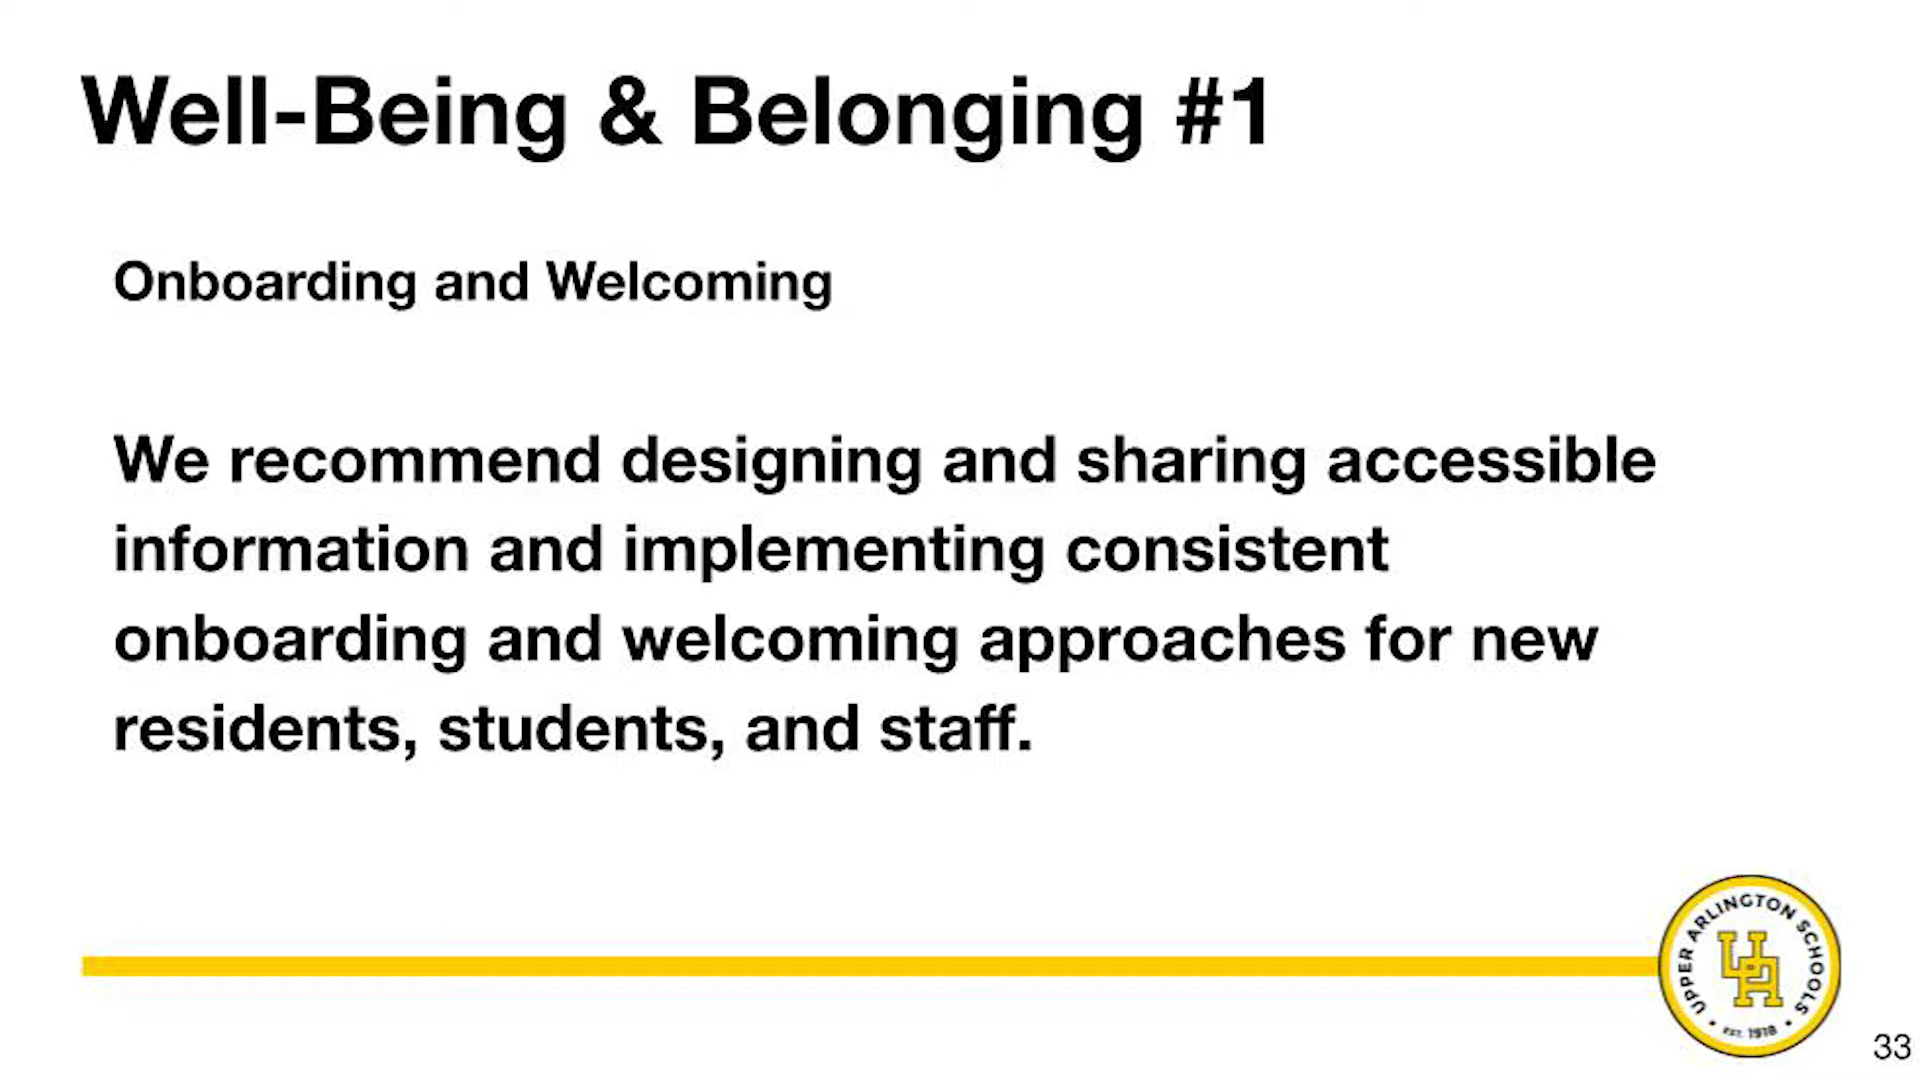 Well-Being & Belonging #1
Onboarding and Welcoming
We recommend designing and sharing accessible
information and implementing consistent
onboarding and welcoming approaches for new
residents, students, and staff.
UPPER ARLINGTON SCHOOLS
UA
• EST. 1918 •
33